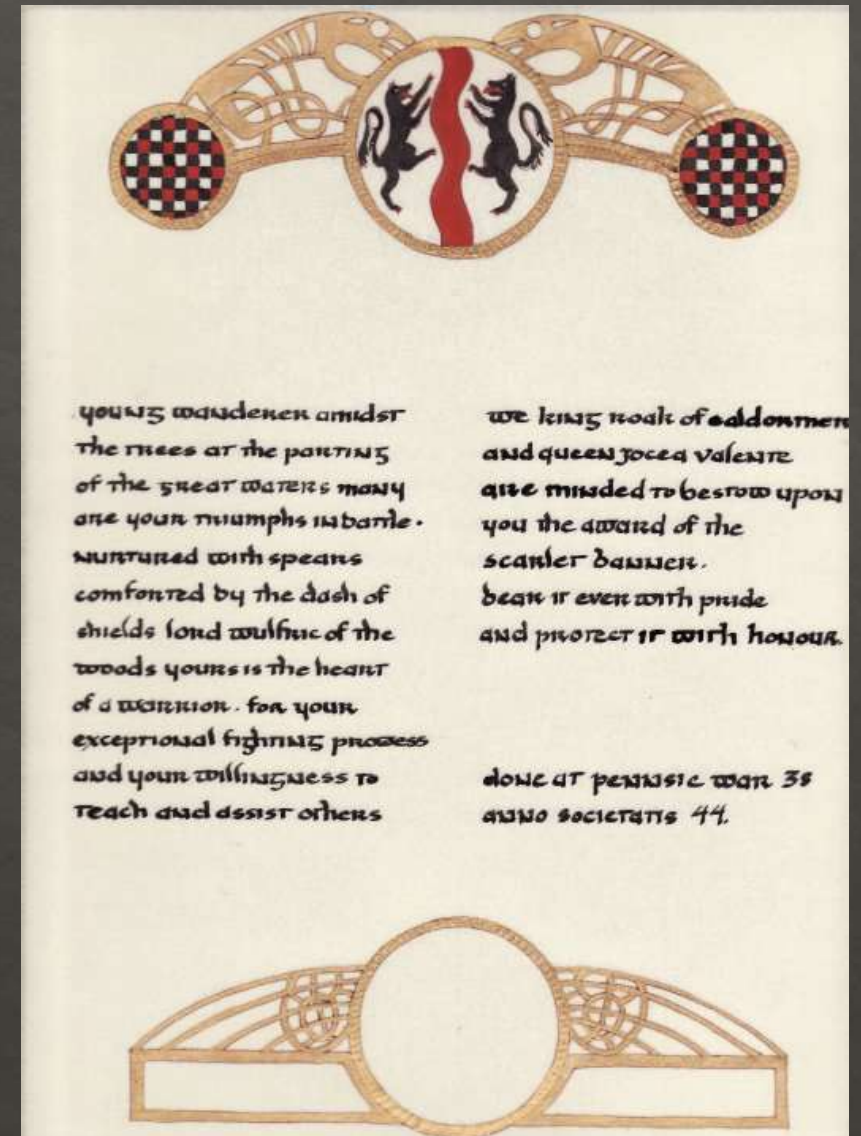 young wanderer amidst
the trees at the parting
of the great waters many
are your triumphs in battle.
nurtured with spears
comforted by the clash of
shields lord wulfric of the
woods yours is the heart
of a warrior. for your
exceptional fighting prowess
and your willingness to
teach and assist others
we king roak of ealdormere
and queen jocea valente
are minded to bestow upon
you the award of the
scarlet banner.
bear it ever with pride
and protect it with honour.
done at pennsic war 38
anno societatis 44.